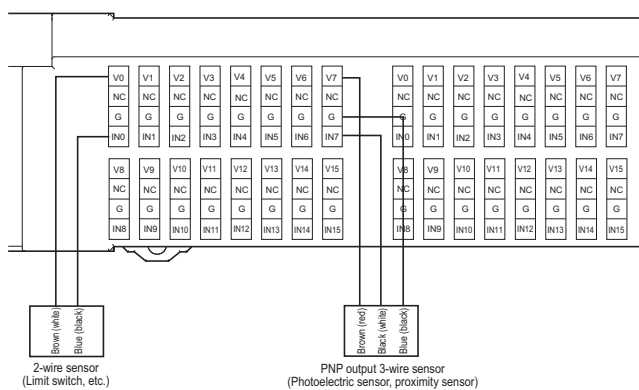 V0 V1 V2 V3 V4 V5 V6 V7 V0 V1 V2 V3 V4 V5 V6 V7
NC NC NC NC NC NC NC NC NC NC NC NC NC NC NC NC
G G G G G G G G G G G G G G G G
IN0 IN1 IN2 IN3 IN4 IN5 IN6 IN7 IN0 IN1 IN2 IN3 IN4 IN5 IN6 IN7
V8 V9 V10 V11 V12 V13 V14 V15 V8 V9 V10 V11 V12 V13 V14 V15
NC NC NC NC NC NC NC NC NC NC NC NC NC NC NC NC
G G G G G G G G G G G G G G G G
IN8 IN9 IN10 IN11 IN12 IN13 IN14 IN15 IN8 IN9 IN10 IN11 IN12 IN13 IN14 IN15
Brown (white)
Blue (black)
Brown (red)
Black (white)
Blue (black)
2-wire sensor
(Limit switch, etc.)
PNP output 3-wire sensor
(Photoelectric sensor, proximity sensor)